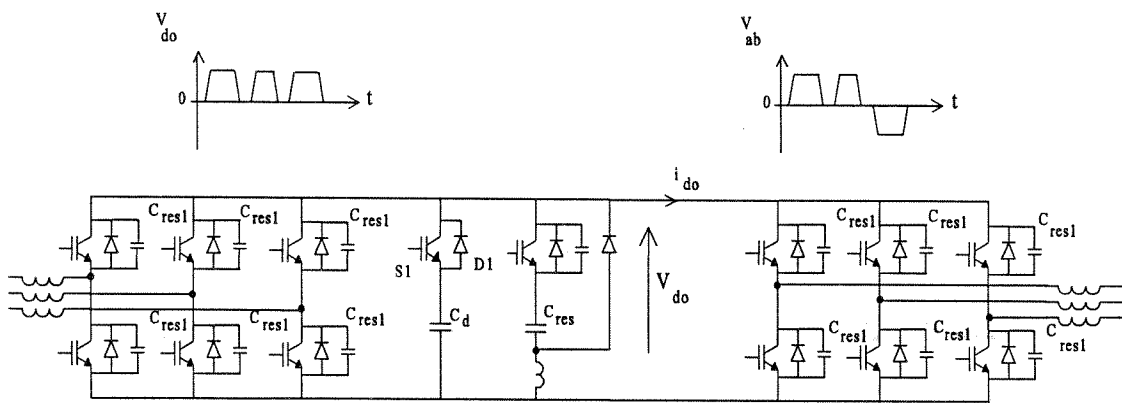 V do
V ab
0
t
0
t
i do
C res1
C res1
C res1
C res1
C res1
C res1
S1
D1
V do
C d
C res
C res1
C res1
C res1
C res1
C res1
C res1